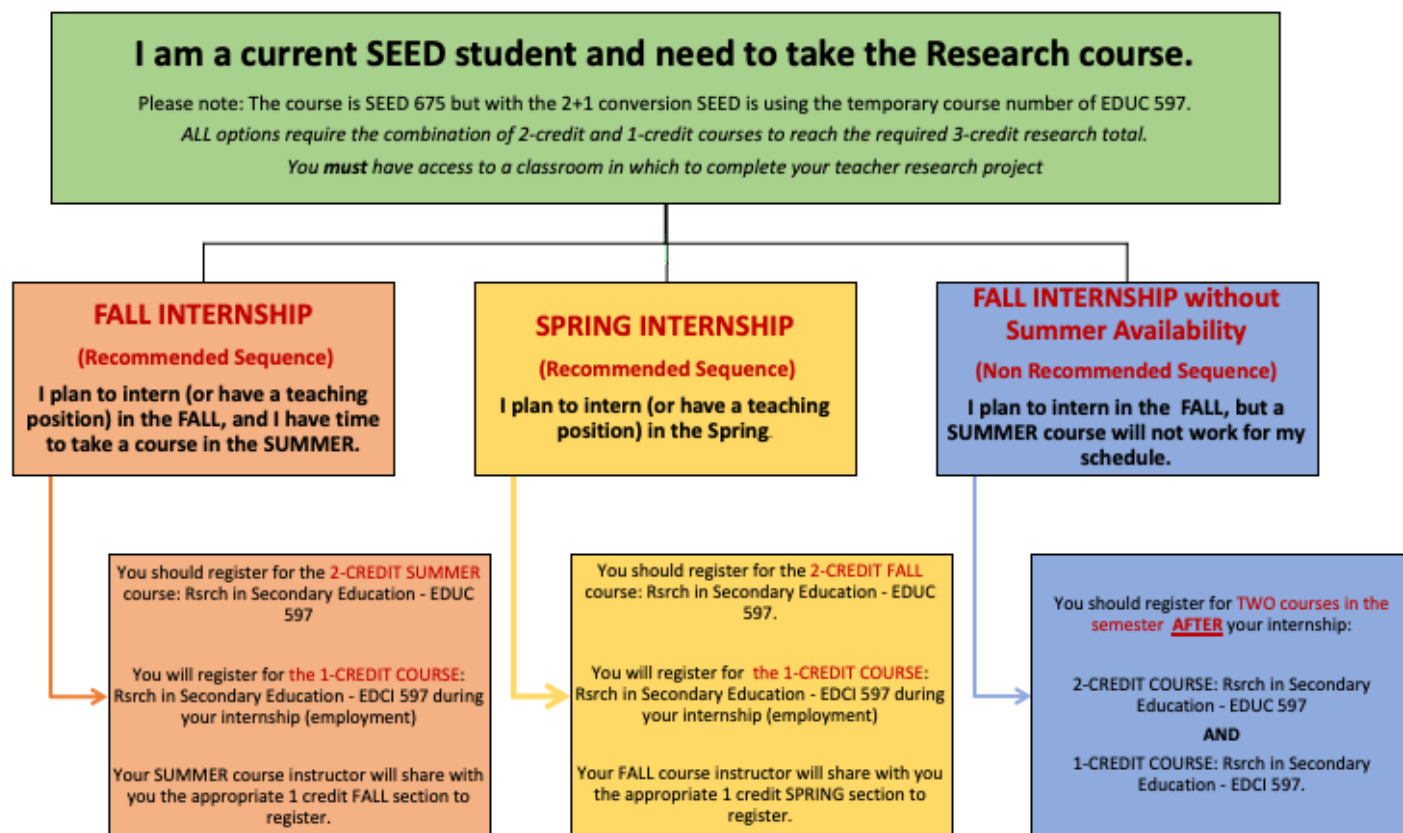 I am a current SEED student and need to take the Research course.
Please note: The course is SEED 675 but with the 2+1 conversion SEED is using the temporary course number of EDUC 597.
ALL options require the combination of 2-credit and 1-credit courses to reach the required 3-credit research total.
You must have access to a classroom in which to complete your teacher research project
FALL INTERNSHIP
(Recommended Sequence)
I plan to intern (or have a teaching
position) in the FALL, and I have time
to take a course in the SUMMER.
SPRING INTERNSHIP
(Recommended Sequence)
I plan to intern (or have a teaching
position) in the Spring.
FALL INTERNSHIP without
Summer Availability
(Non Recommended Sequence)
I plan to intern in the FALL, but a
SUMMER course will not work for my
schedule.
You should register for the 2-CREDIT SUMMER
course: Rsrch in Secondary Education - EDUC
597
You will register for the 1-CREDIT COURSE:
Rsrch in Secondary Education - EDCI 597 during
your internship (employment)
Your SUMMER course instructor will share with
you the appropriate 1 credit FALL section to
register.
You should register for the 2-CREDIT FALL
course: Rsrch in Secondary Education - EDUC
597.
You will register for the 1-CREDIT COURSE:
Rsrch in Secondary Education - EDCI 597 during
your internship (employment)
Your FALL course instructor will share with you
the appropriate 1 credit SPRING section to
register.
You should register for TWO courses in the
semester AFTER your internship:
2-CREDIT COURSE: Rsrch in Secondary
Education - EDUC 597
AND
1-CREDIT COURSE: Rsrch in Secondary
Education - EDCI 597.